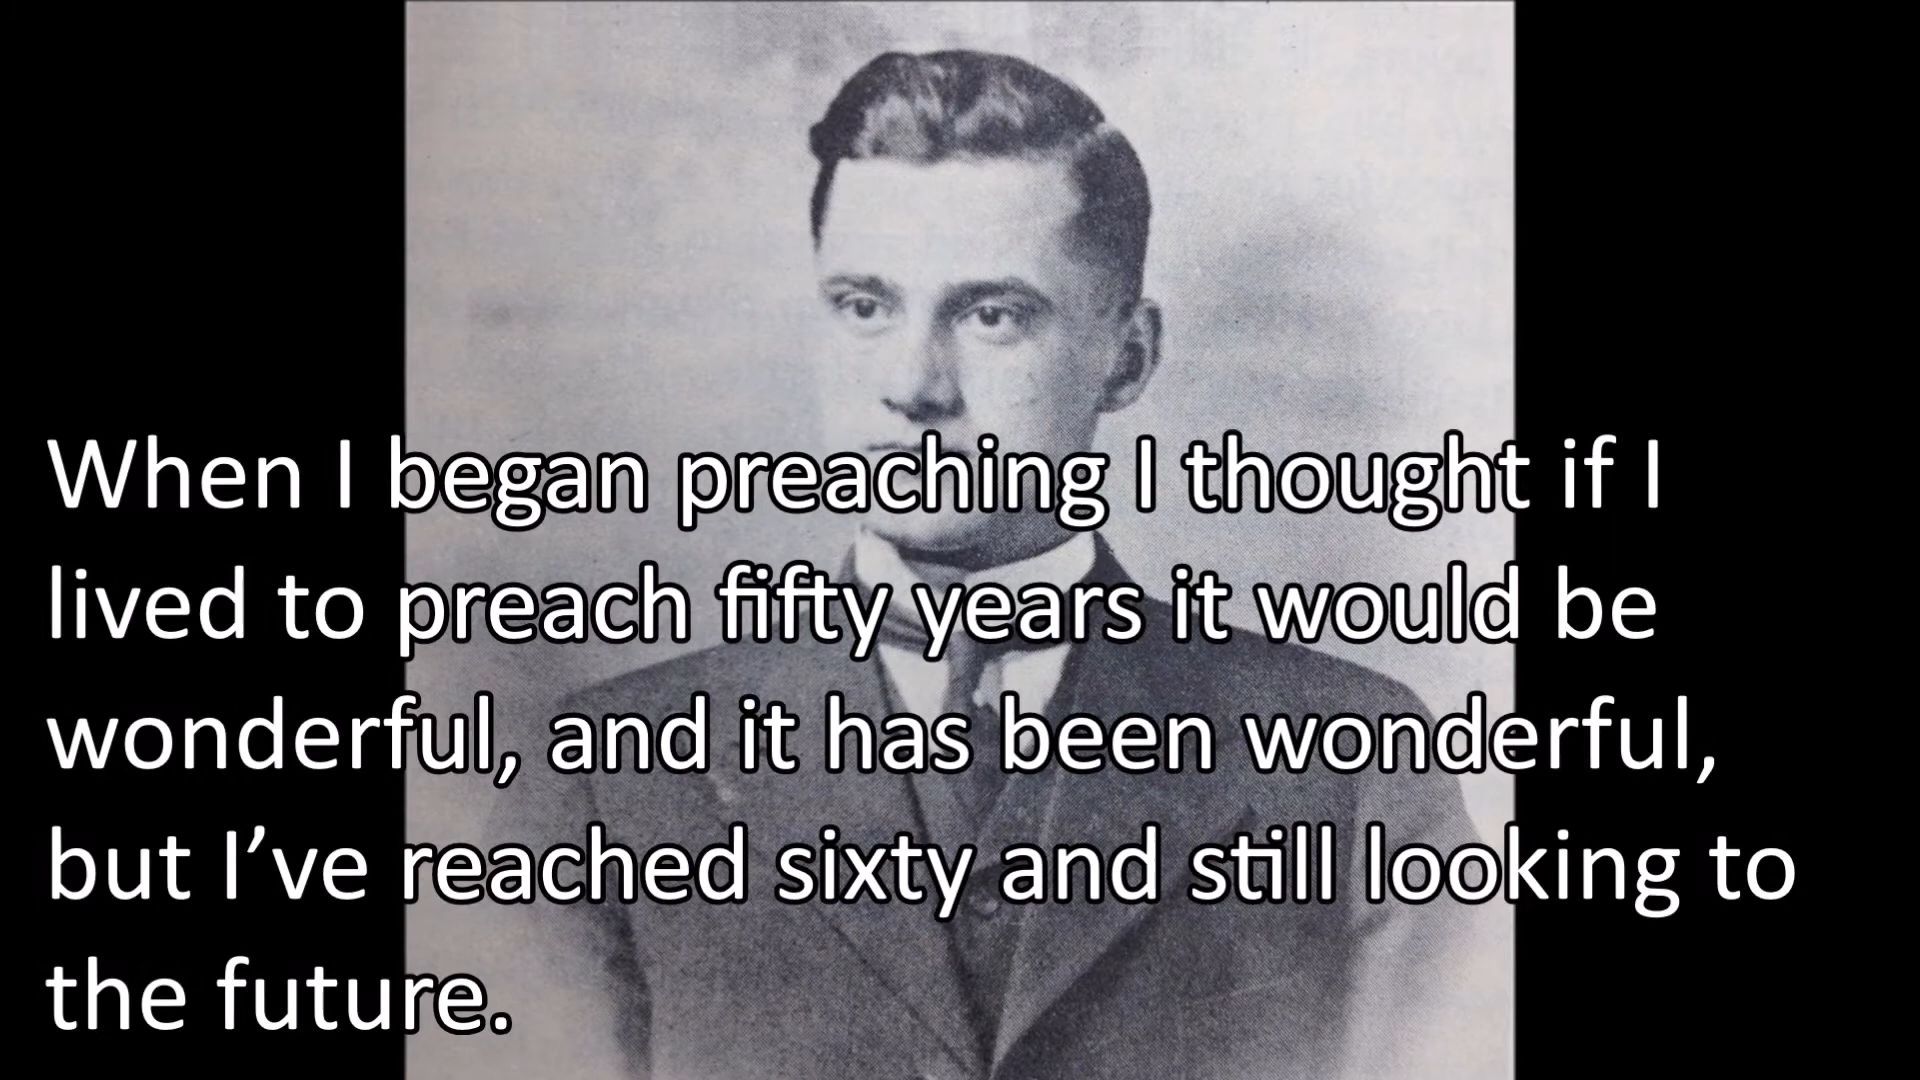 When I began preaching I thought if I
lived to preach fifty years it would be
wonderful, and it has been wonderful,
but I’ve reached sixty and still looking to
the future.